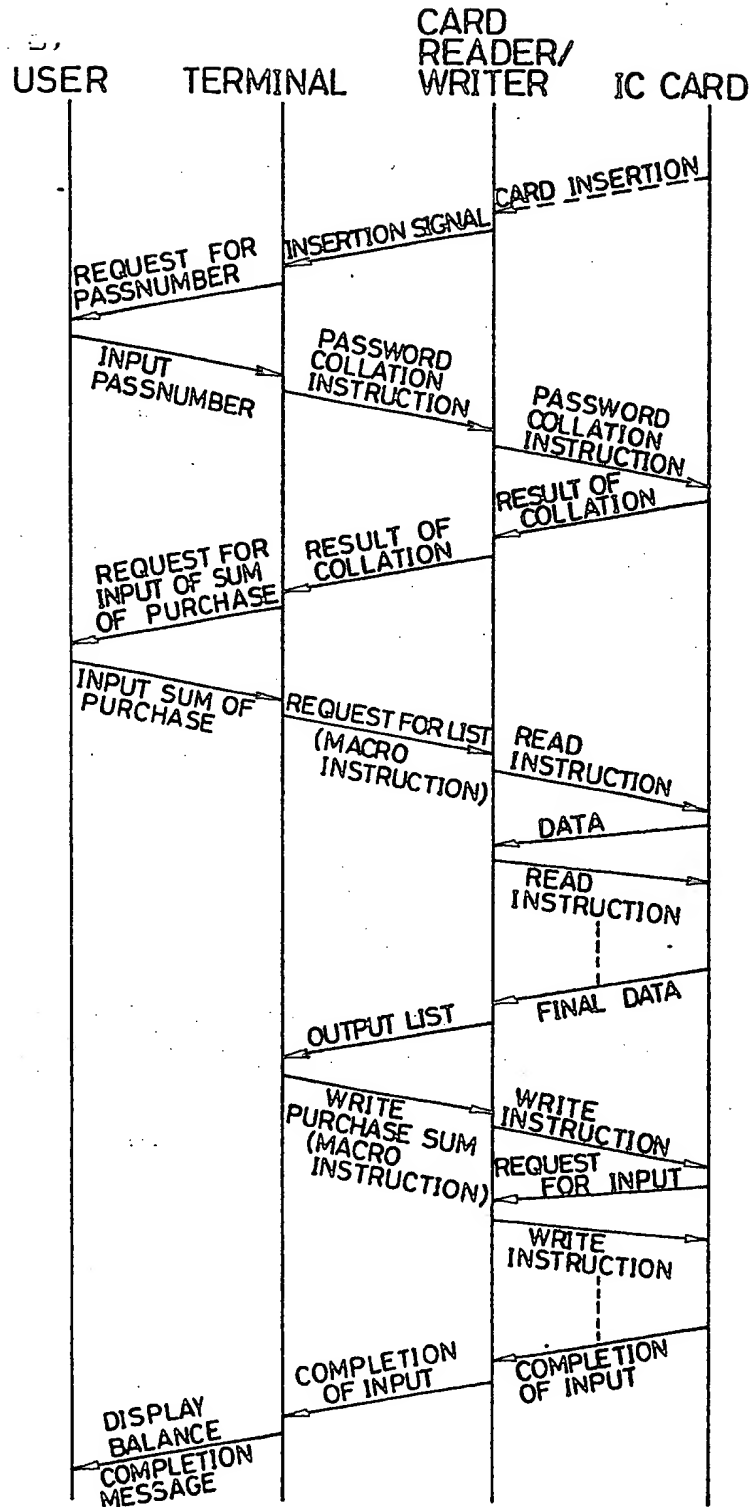 USER
TERMINAL
CARD
READER/
WRITER
IC CARD
CARD INSERTION
INSERTION SIGNAL
REQUEST FOR
PASSNUMBER
INPUT
PASSNUMBER
PASSWORD
COLLATION
INSTRUCTION
PASSWORD
COLLATION
INSTRUCTION
RESULT OF
COLLATION
RESULT OF
COLLATION
REQUEST FOR
INPUT OF SUM
OF PURCHASE
INPUT SUM OF
PURCHASE
REQUEST FOR LIST
(MACRO
INSTRUCTION)
READ
INSTRUCTION
DATA
READ
INSTRUCTION
FINAL DATA
OUTPUT LIST
WRITE
PURCHASE SUM
(MACRO
INSTRUCTION)
WRITE
INSTRUCTION
REQUEST
FOR INPUT
WRITE
INSTRUCTION
COMPLETION
OF INPUT
COMPLETION
OF INPUT
DISPLAY
BALANCE
COMPLETION
MESSAGE